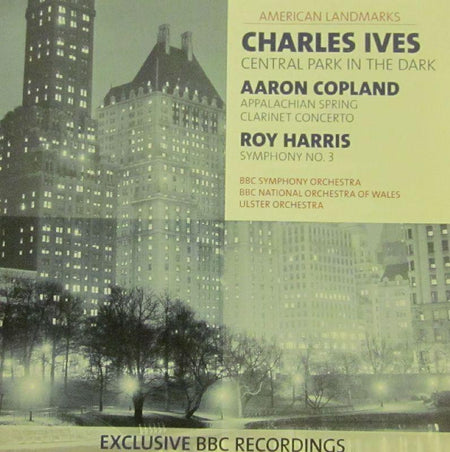 AMERICAN LANDMARKS
CHARLES IVES
CENTRAL PARK IN THE DARK
AARON COPLAND
APPALACHIAN SPRING
CLARINET CONCERTO
ROY HARRIS
SYMPHONY NO. 3
BBC SYMPHONY ORCHESTRA
BBC NATIONAL ORCHESTRA OF WALES
ULSTER ORCHESTRA
EXCLUSIVE BBC RECORDINGS